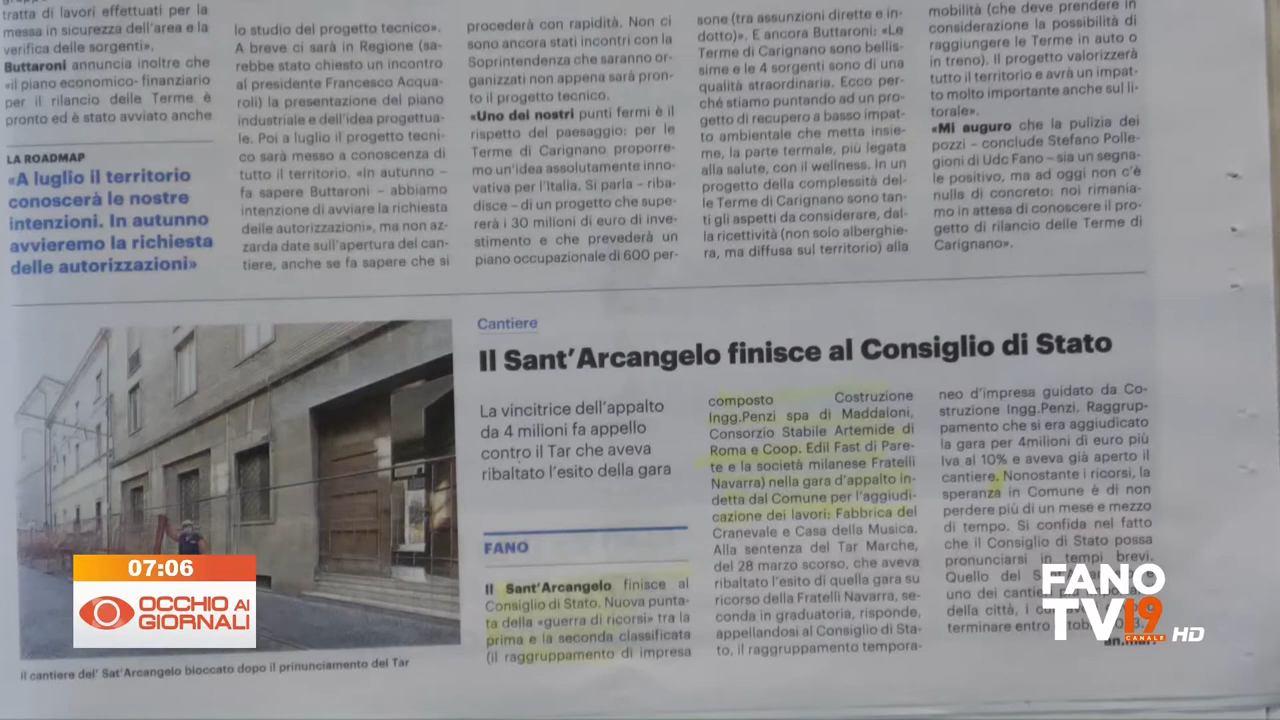 tratta di lavori effettuati per la
messa in sicurezza dell'area e la
verifica delle sorgenti».
Buttaroni annuncia inoltre che
«il piano economico- finanziario
per il rilancio delle Terme è
pronto ed è stato avviato anche
LA ROADMAP
«A luglio il territorio
conoscerà le nostre
intenzioni. In autunno
avvieremo la richiesta
delle autorizzazioni»
lo studio del progetto tecnico».
A breve ci sarà in Regione (sa-
rebbe stato chiesto un incontro
al presidente Francesco Acqua-
roli) la presentazione del piano
industriale e dell'idea progettua-
le. Poi a luglio il progetto tecni-
co sarà messo a conoscenza di
tutto il territorio. «In autunno –
fa sapere Buttaroni – abbiamo
intenzione di avviare la richiesta
delle autorizzazioni», ma non az-
zarda date sull'apertura del can-
tiere, anche se fa sapere che si
procederà con rapidità. Non ci
sono ancora stati incontri con la
Soprintendenza che saranno or-
ganizzati non appena sarà pron-
to il progetto tecnico.
«Uno dei nostri punti fermi è il
rispetto del paesaggio: per le
Terme di Carignano proporre-
mo un'idea assolutamente inno-
vativa per l'Italia. Si parla – riba-
disce – di un progetto che supe-
rerà i 30 milioni di euro di inve-
stimento e che prevederà un
piano occupazionale di 600 per-
sone (tra assunzioni dirette e in-
dotto)». E ancora Buttaroni: «Le
Terme di Carignano sono bellis-
sime e le 4 sorgenti sono di una
qualità straordinaria. Ecco per-
ché stiamo puntando ad un pro-
getto di recupero a basso impat-
to ambientale che metta insie-
me, la parte termale, più legata
alla salute, con il wellness. In un
progetto della complessità del-
le Terme di Carignano sono tan-
ti gli aspetti da considerare, dal-
la ricettività (non solo alberghie-
ra, ma diffusa sul territorio) alla
mobilità (che deve prendere in
considerazione la possibilità di
raggiungere le Terme in auto o
in treno). Il progetto valorizzerà
tutto il territorio e avrà un impat-
to molto importante anche sul li-
torale».
«Mi auguro che la pulizia dei
pozzi – conclude Stefano Polle-
gioni di Udc Fano – sia un segna-
le positivo, ma ad oggi non c'è
nulla di concreto: noi rimania-
mo in attesa di conoscere il pro-
getto di rilancio delle Terme di
Carignano».
Cantiere
Il Sant'Arcangelo finisce al Consiglio di Stato
La vincitrice dell'appalto
da 4 milioni fa appello
contro il Tar che aveva
ribaltato l'esito della gara
FANO
Il Sant'Arcangelo finisce al
Consiglio di Stato. Nuova punta-
ta della «guerra di ricorsi» tra la
prima e la seconda classificata
(il raggruppamento di impresa
composto Costruzione
Ingg.Penzi spa di Maddaloni,
Consorzio Stabile Artemide di
Roma e Coop. Edil Fast di Pare-
te e la società milanese Fratelli
Navarra) nella gara d'appalto in-
detta dal Comune per l'aggiudi-
cazione dei lavori: Fabbrica del
Cranevale e Casa della Musica.
Alla sentenza del Tar Marche,
del 28 marzo scorso, che aveva
ribaltato l'esito di quella gara su
ricorso della Fratelli Navarra, se-
conda in graduatoria, risponde,
appellandosi al Consiglio di Sta-
to, il raggruppamento tempora-
neo d'impresa guidato da Co-
struzione Ingg.Penzi, Raggrup-
pamento che si era aggiudicato
la gara per 4milioni di euro più
Iva al 10% e aveva già aperto il
cantiere. Nonostante i ricorsi, la
speranza in Comune è di non
perdere più di un mese e mezzo
di tempo. Si confida nel fatto
che il Consiglio di Stato possa
pronunciarsi in tempi brevi.
Quello del
uno dei
della città, i
terminare entro
Il cantiere del' Sat'Arcangelo bloccato dopo il prinunciamento del Tar
07:06
OCCHIO AI
GIORNALI
FANO
TV19
CANALE HD